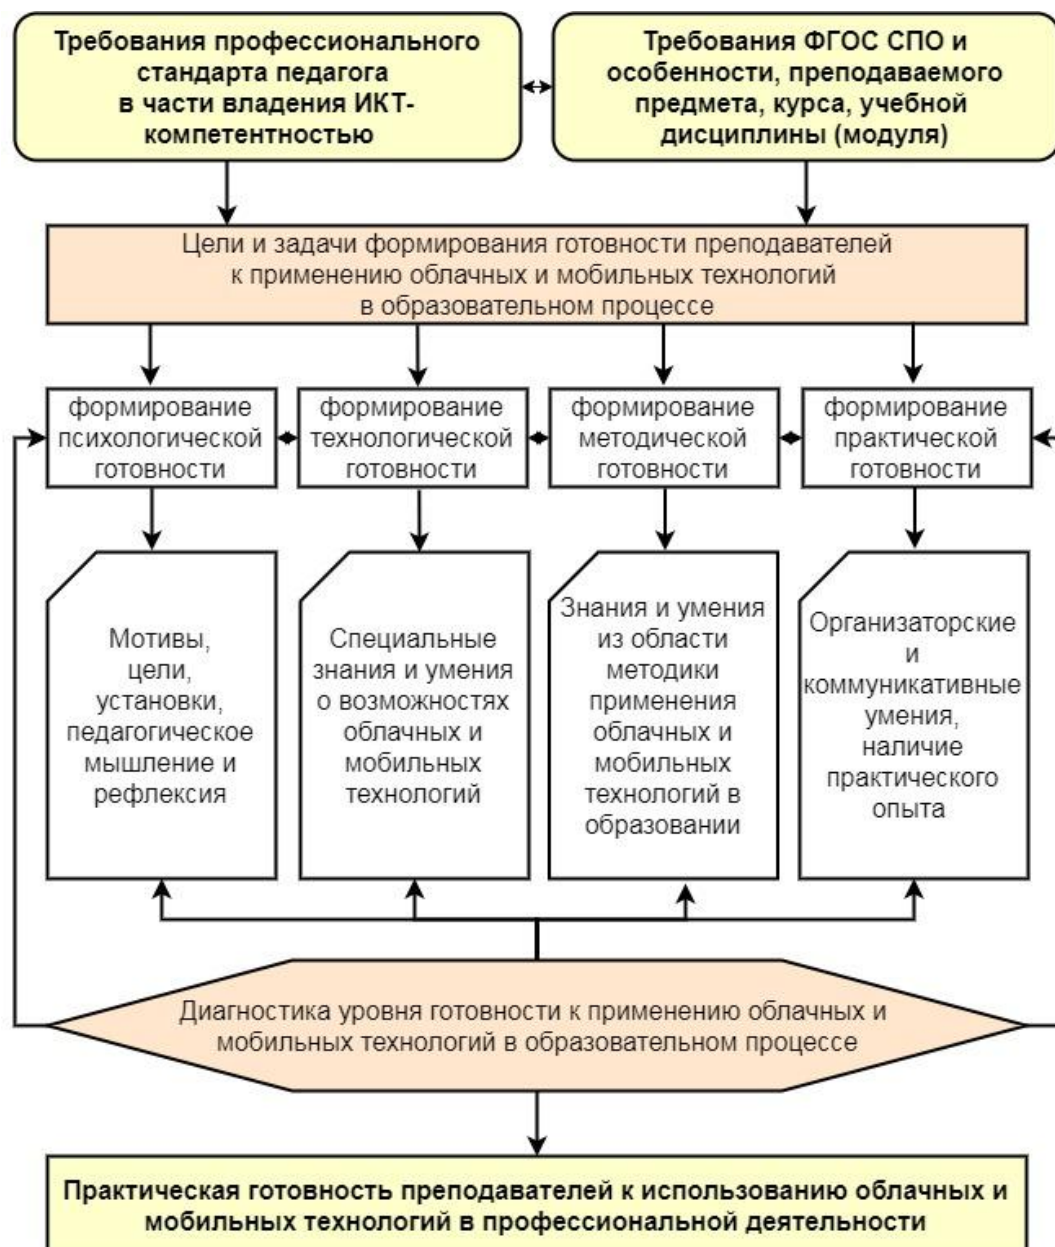 Требования профессионального
стандарта педагога
в части владения ИКТ-
компетентностью
Требования ФГОС СПО и
особенности, преподаваемого
предмета, курса, учебной
дисциплины (модуля)
Цели и задачи формирования готовности преподавателей
к применению облачных и мобильных технологий
в образовательном процессе
формирование
психологической
готовности
формирование
технологической
готовности
формирование
методической
готовности
формирование
практической
готовности
Мотивы,
цели,
установки,
педагогическое
мышление и
рефлексия
Специальные
знания и умения
о возможностях
облачных и
мобильных
технологий
Знания и умения
из области
методики
применения
облачных и
мобильных
технологий в
образовании
Организаторские
и
коммуникативные
умения,
наличие
практического
опыта
Диагностика уровня готовности к применению облачных и
мобильных технологий в образовательном процессе
Практическая готовность преподавателей к использованию облачных и
мобильных технологий в профессиональной деятельности